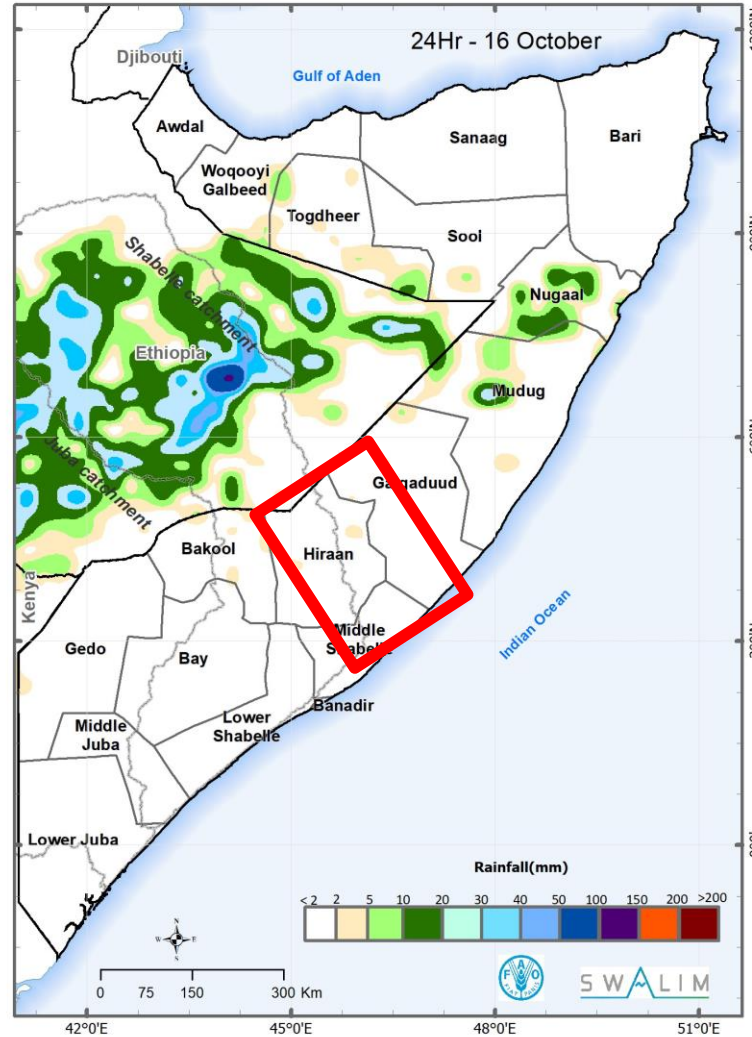 24Hr - 16 October
Djibouti
Gulf of Aden
Awdal
Sanaag
Bari
Woqooyi
Galbeed
Togdheer
Sool
Shabelle catchment
Nugaal
Ethiopia
Mudug
Juba catchment
Galgaduud
Bakool
Hiraan
Kenya
Gedo
Bay
Middle
Shabelle
Indian Ocean
Banadir
Lower
Shabelle
Middle
Juba
Lower Juba
Rainfall(mm)
< 2 2 5 10 20 30 40 50 100 150 200 >200
N
W E
S
0 75 150 300 Km
F A O
FIAT PANIS
SWALIM
42°0'E 45°0'E 48°0'E 51°0'E